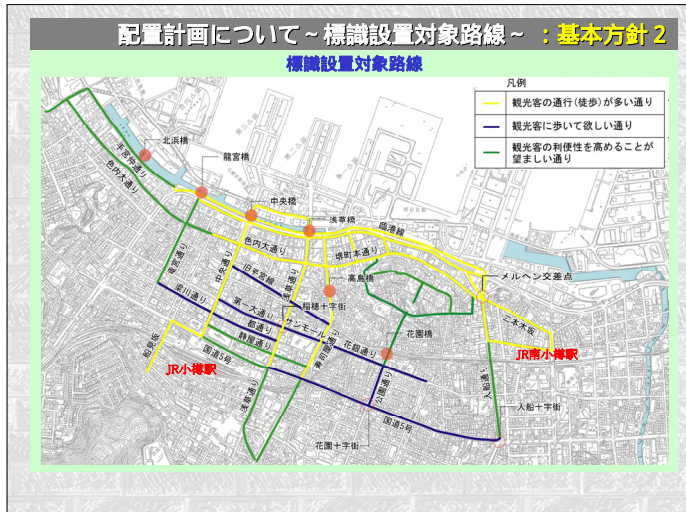 配置計画について~標識設置対象路線~ :基本方針2
標識設置対象路線
凡例
観光客の通行(徒歩)が多い通り
観光客に歩いて欲しい通り
観光客の利便性を高めることが
望ましい通り
北浜橋
龍宮橋
中央橋
浅草橋
手宮仲通り
色内大通り
臨港線
色内大通り
堺町本通り
メルヘン交差点
竜宮通り
中央通り
旧手宮線
浅草通り
高島橋
梁川通り
第一大通り
稲穂十字街
サンモール
都通り
静屋通り
花園橋
花銀通り
寿司屋通り
三本木坂
船見坂
国道5号
JR小樽駅
JR南小樽駅
浅草通り
公園通り
入船通り
入船十字街
国道5号
花園十字街